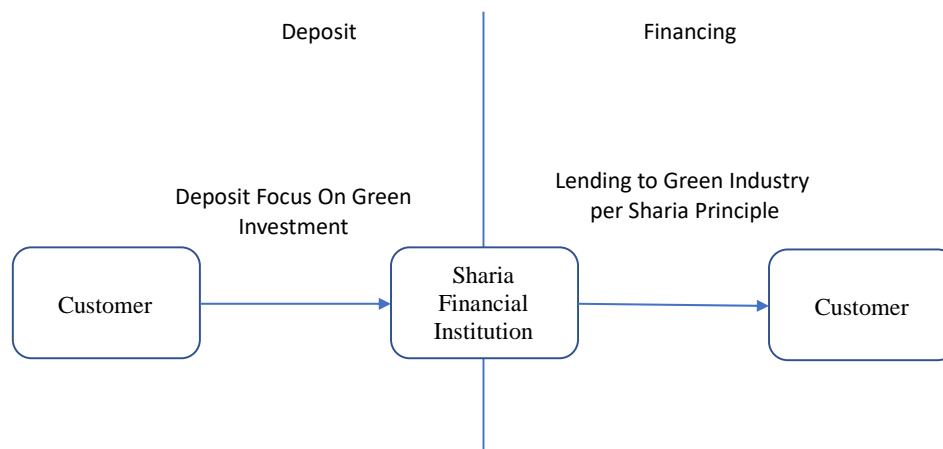 Deposit
Financing
Deposit Focus On Green
Investment
Lending to Green Industry
per Sharia Principle
Customer
Sharia
Financial
Institution
Customer